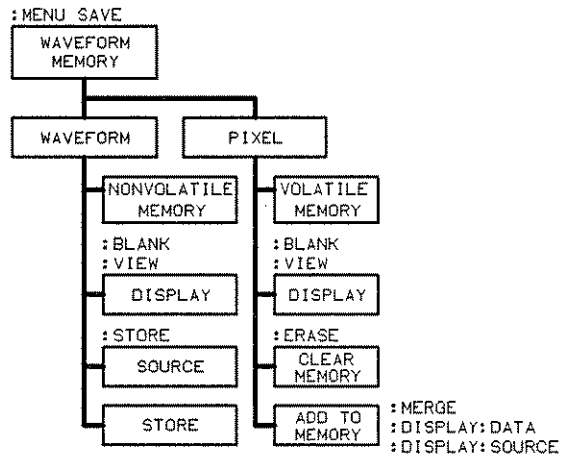 :MENU SAVE
WAVEFORM
MEMORY
WAVEFORM
PIXEL
NONVOLATILE
MEMORY
VOLATILE
MEMORY
:BLANK
:VIEW
DISPLAY
:BLANK
:VIEW
DISPLAY
:STORE
SOURCE
:ERASE
CLEAR
MEMORY
STORE
ADD TO
MEMORY
:MERGE
:DISPLAY:DATA
:DISPLAY:SOURCE